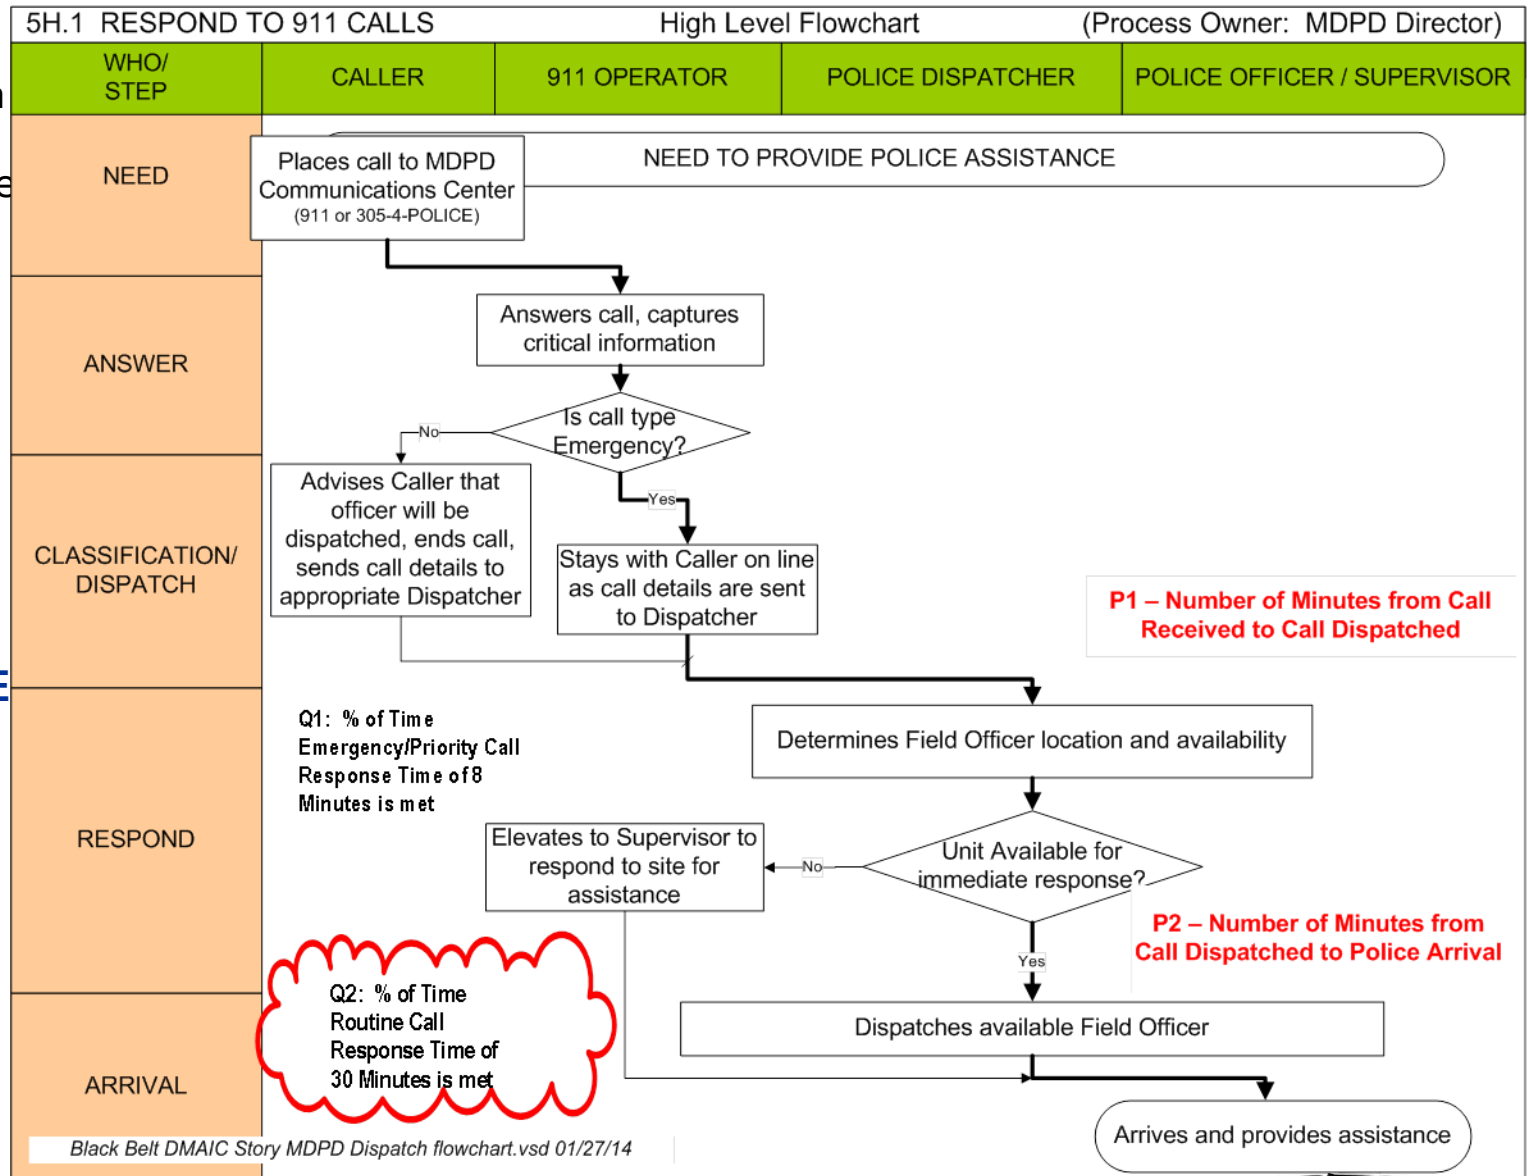 5H.1 RESPOND TO 911 CALLS
High Level Flowchart
(Process Owner: MDPD Director)
WHO/
STEP
CALLER
911 OPERATOR
POLICE DISPATCHER
POLICE OFFICER / SUPERVISOR
NEED
Places call to MDPD
Communications Center
(911 or 305-4-POLICE)
NEED TO PROVIDE POLICE ASSISTANCE
ANSWER
Answers call, captures
critical information
Is call type
Emergency?
No
Yes
CLASSIFICATION/
DISPATCH
Advises Caller that
officer will be
dispatched, ends call,
sends call details to
appropriate Dispatcher
Stays with Caller on line
as call details are sent
to Dispatcher
P1 – Number of Minutes from Call
Received to Call Dispatched
RESPOND
Q1: % of Time
Emergency/Priority Call
Response Time of 8
Minutes is met
Determines Field Officer location and availability
Unit Available for
immediate response?
No
Elevates to Supervisor to
respond to site for
assistance
Yes
P2 – Number of Minutes from
Call Dispatched to Police Arrival
ARRIVAL
Q2: % of Time
Routine Call
Response Time of
30 Minutes is met
Dispatches available Field Officer
Arrives and provides assistance
Black Belt DMAIC Story MDPD Dispatch flowchart.vsd 01/27/14